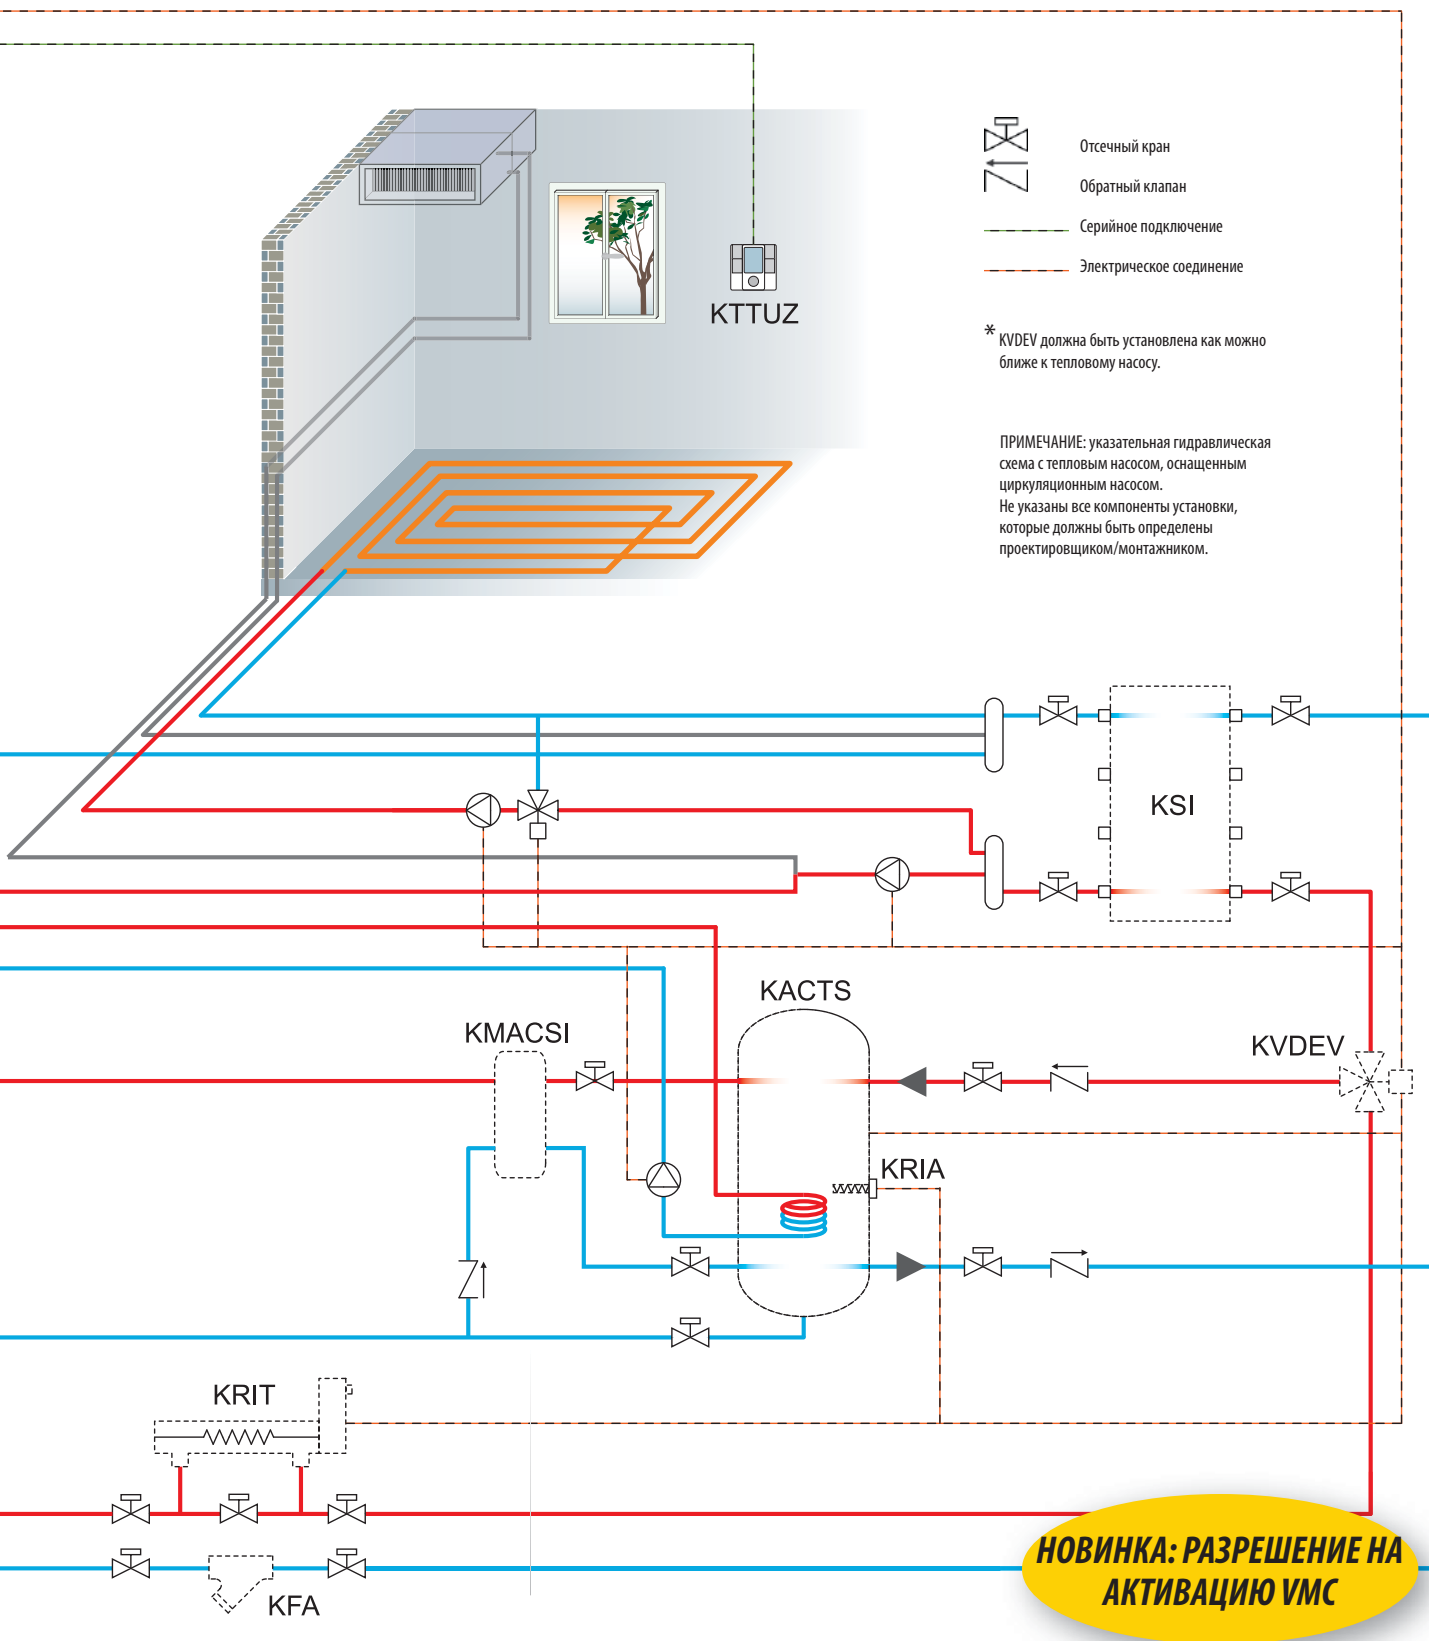 Отсечный кран
Обратный клапан
Серийное подключение
Электрическое соединение
KTTUZ
* KVDEV должна быть установлена как можно
ближе к тепловому насосу.
ПРИМЕЧАНИЕ: указательная гидравлическая
схема с тепловым насосом, оснащенным
циркуляционным насосом.
Не указаны все компоненты установки,
которые должны быть определены
проектировщиком/монтажником.
KSI
KACTS
KMACSI
KVDEV
KRIA
KRIT
KFA
НОВИНКА: РАЗРЕШЕНИЕ НА
АКТИВАЦИЮ VMC